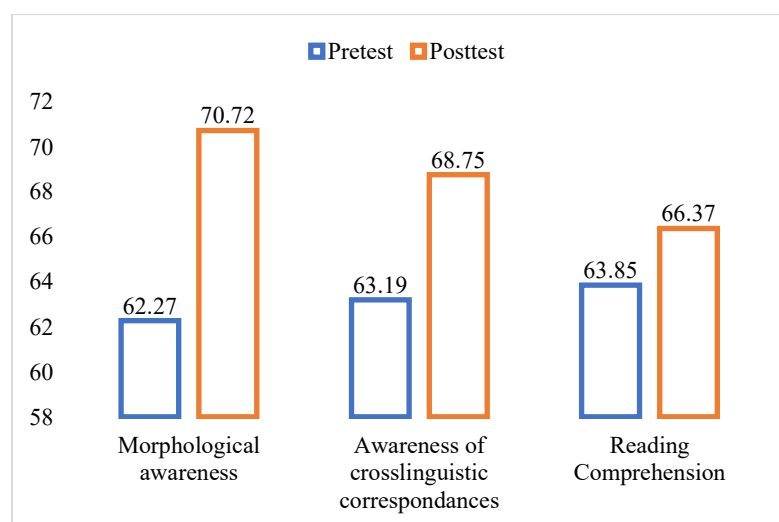 Pretest Posttest
72
70
68
66
64
62
60
58
70.72
68.75
66.37
62.27
63.19
63.85
Morphological
awareness
Awareness of
crosslinguistic
correspondances
Reading
Comprehension